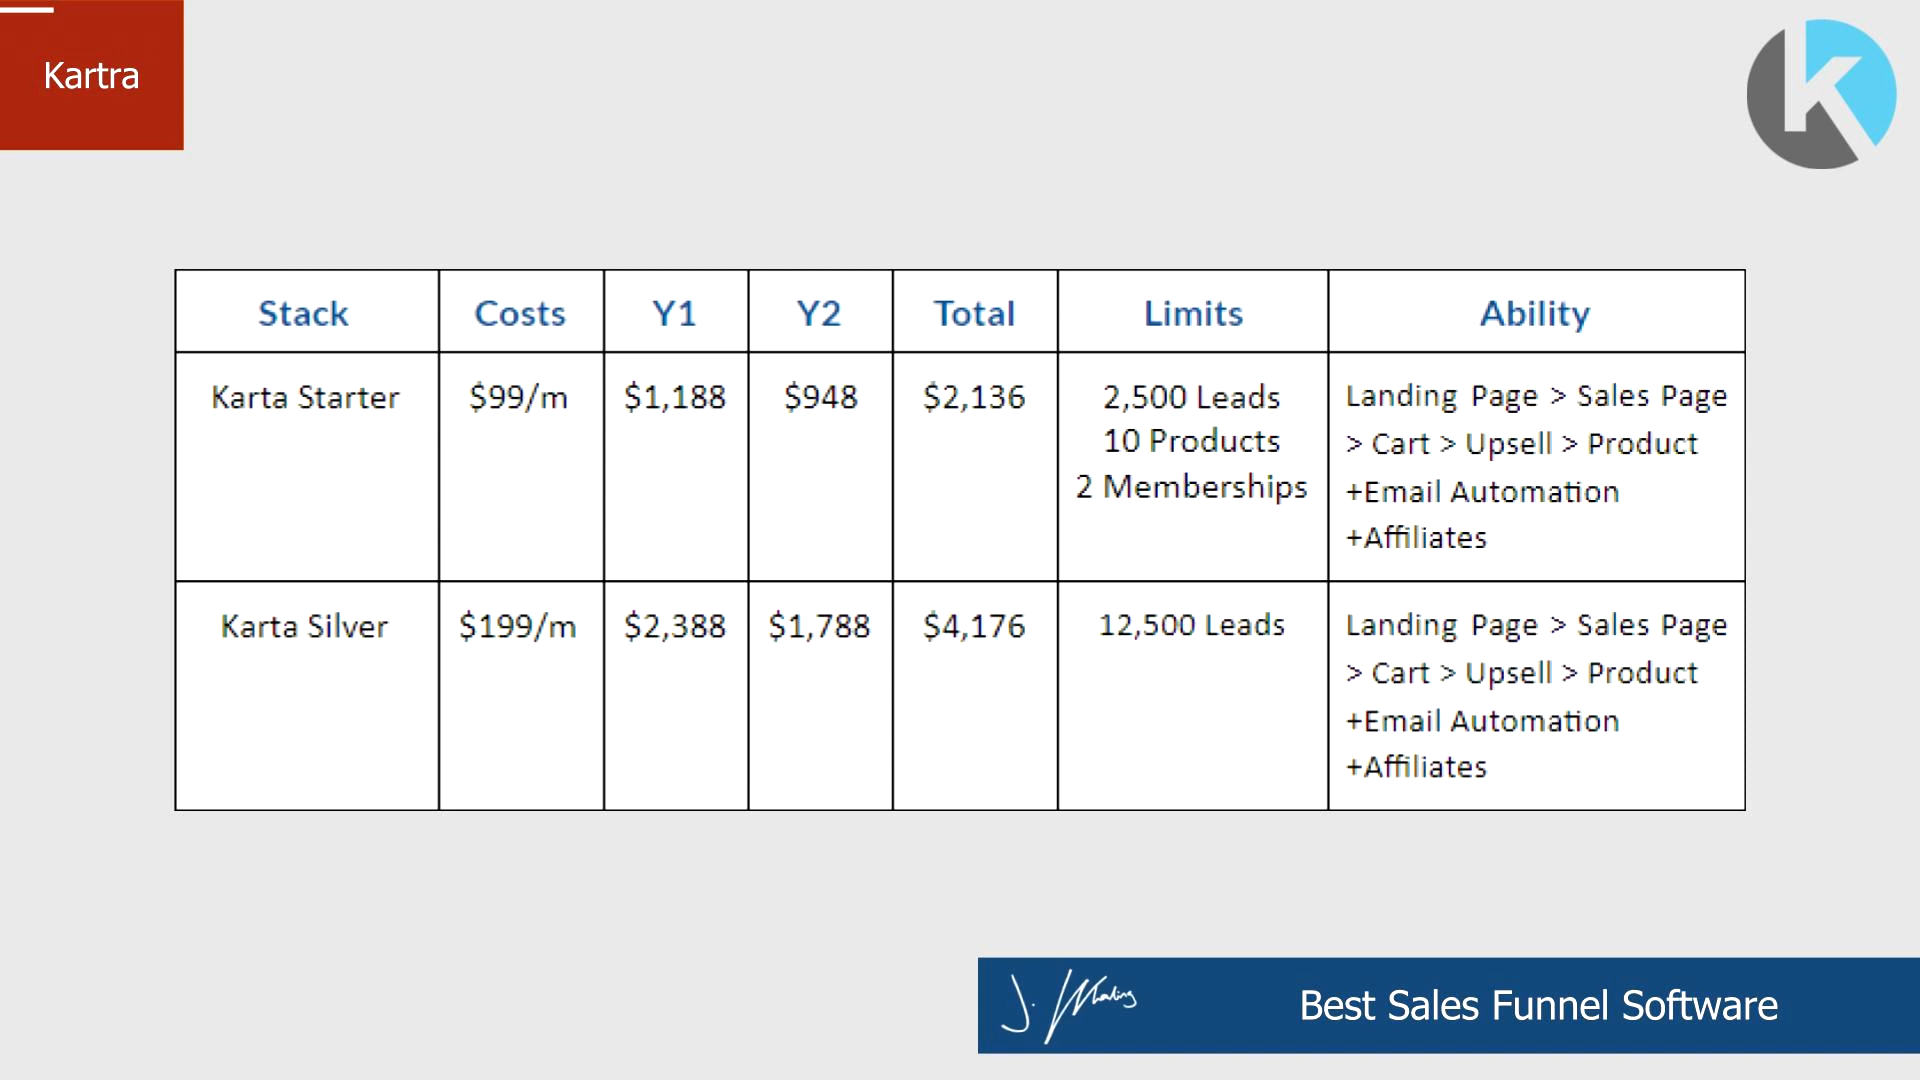 Kartra
Stack Costs Y1 Y2 Total Limits Ability
Karta Starter $99/m $1,188 $948 $2,136 2,500 Leads Landing Page > Sales Page
10 Products > Cart > Upsell > Product
2 Memberships +Email Automation
+Affiliates
Karta Silver $199/m $2,388 $1,788 $4,176 12,500 Leads Landing Page > Sales Page
> Cart > Upsell > Product
+Email Automation
+Affiliates
Best Sales Funnel Software